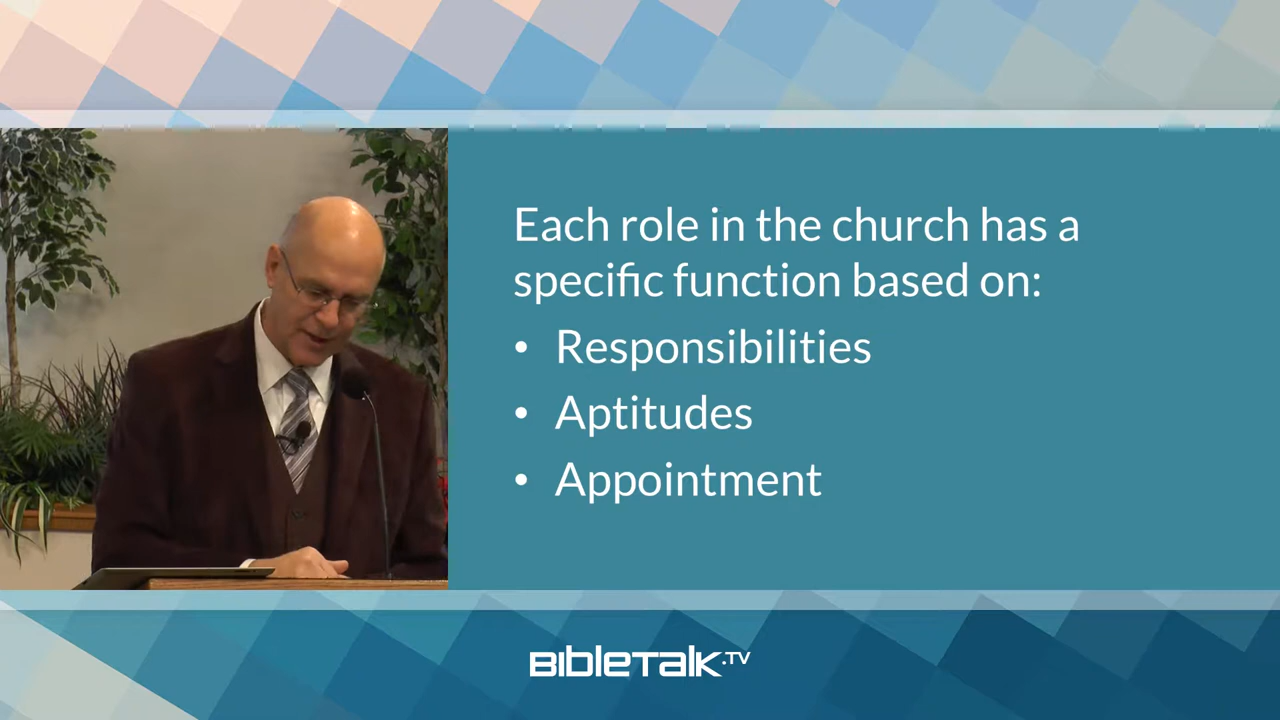 Each role in the church has a
specific function based on:
• Responsibilities
• Aptitudes
• Appointment
BIBLETALK.TV